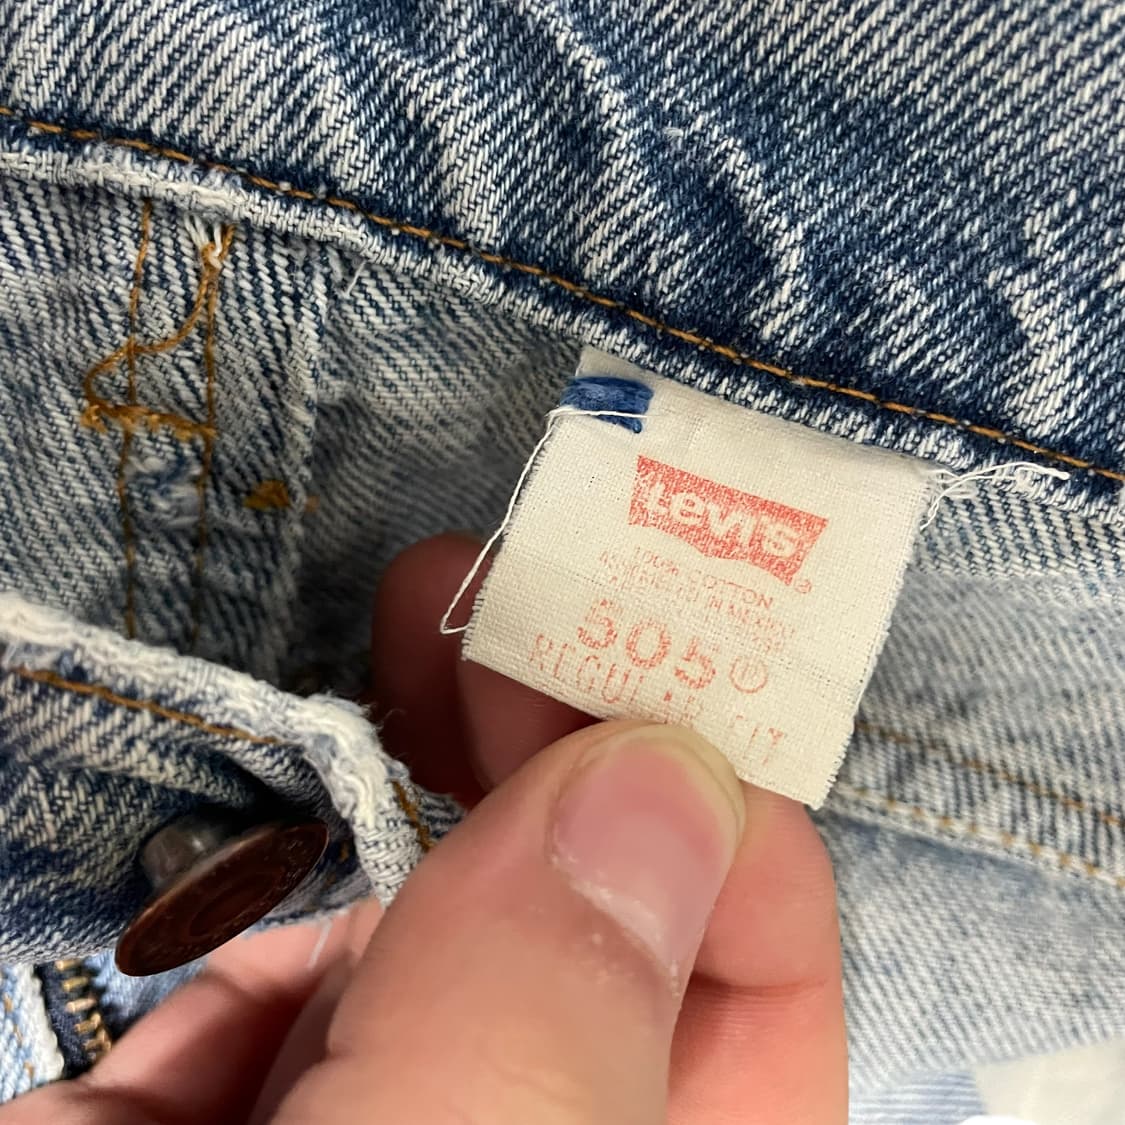 Levi's®
100% COTTON
505®
REGULAR FIT